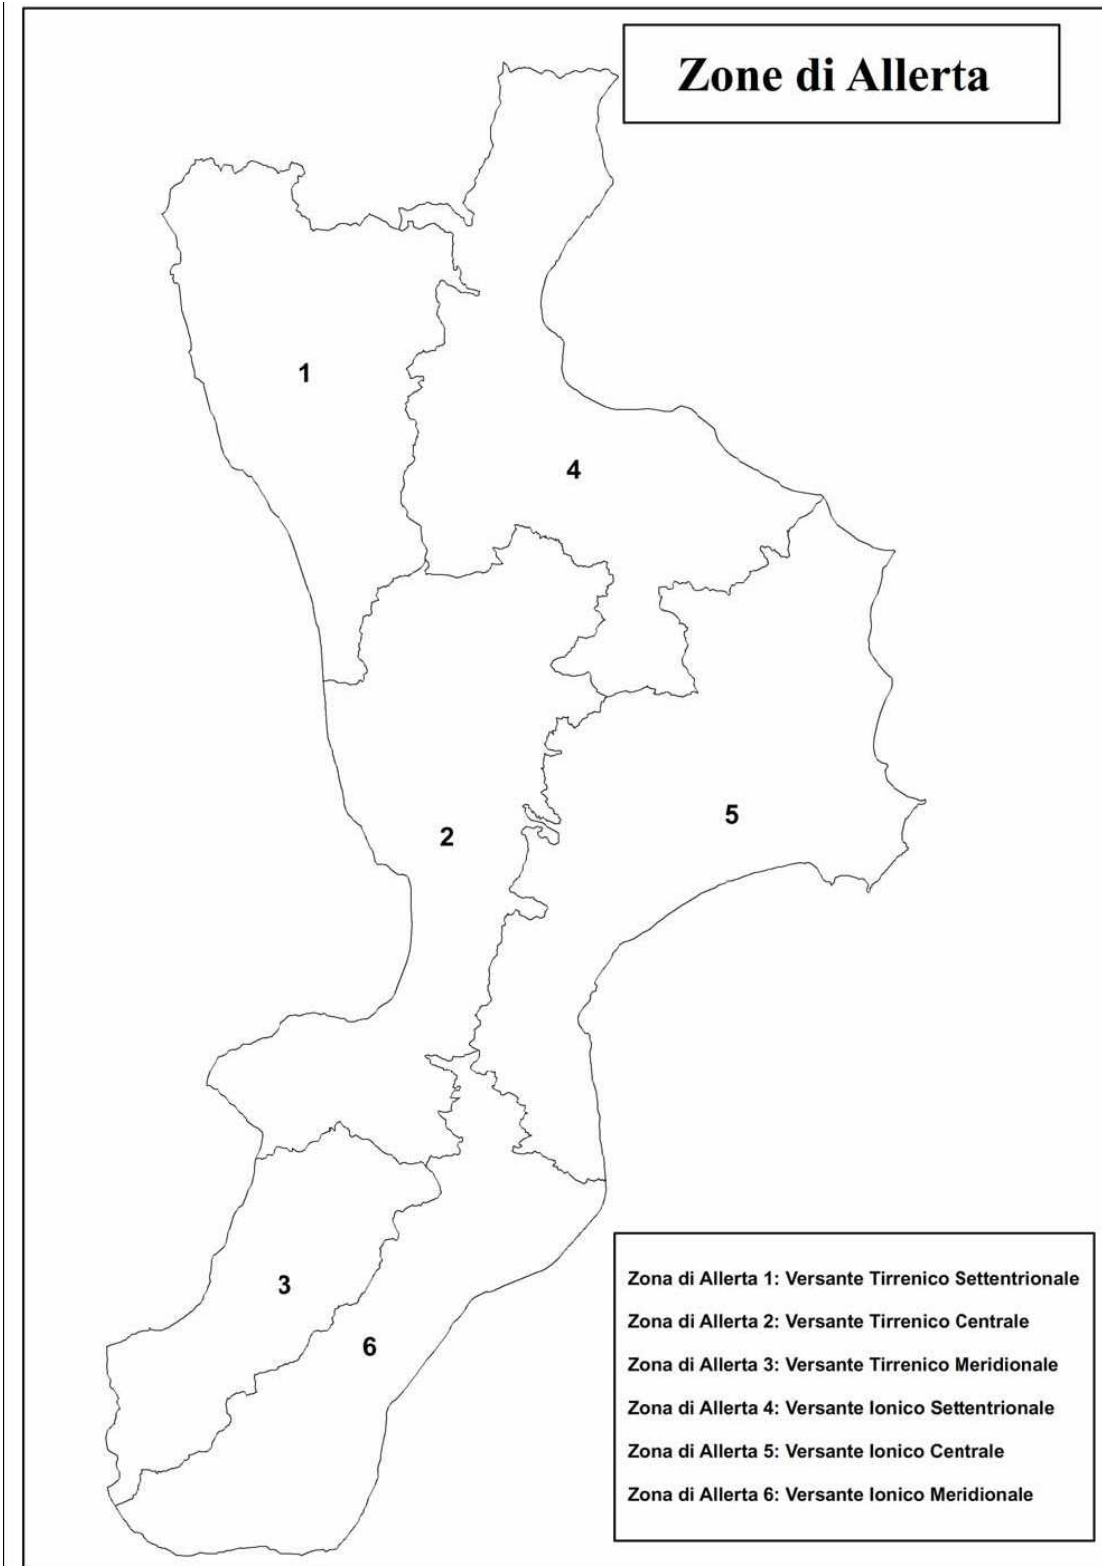 Zone di Allerta
1
4
5
2
3
6
Zona di Allerta 1: Versante Tirrenico Settentrionale
Zona di Allerta 2: Versante Tirrenico Centrale
Zona di Allerta 3: Versante Tirrenico Meridionale
Zona di Allerta 4: Versante Ionico Settentrionale
Zona di Allerta 5: Versante Ionico Centrale
Zona di Allerta 6: Versante Ionico Meridionale